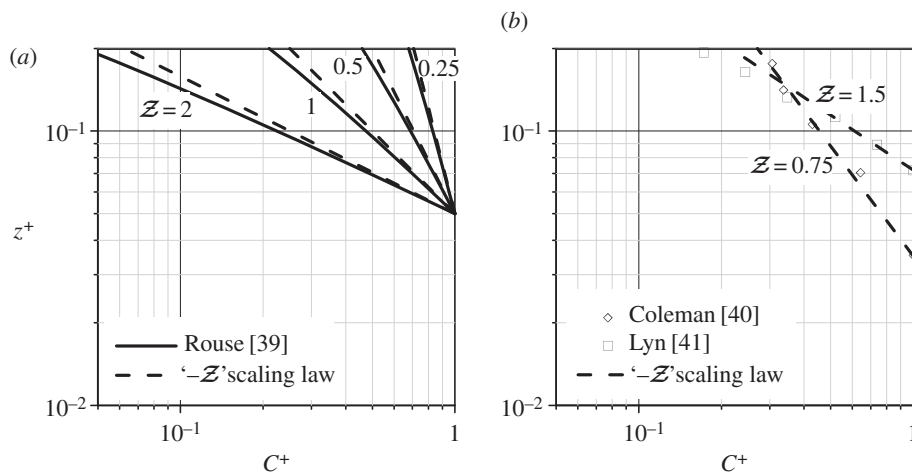 (a)
(b)
0.5
0.25
𝒵 = 2
1
𝒵 = 1.5
𝒵 = 0.75
10⁻¹
10⁻¹
z⁺
Rouse [39]
‘–𝒵’ scaling law
Coleman [40]
Lyn [41]
‘–𝒵’ scaling law
10⁻²
10⁻²
10⁻¹
1
10⁻¹
1
C⁺
C⁺